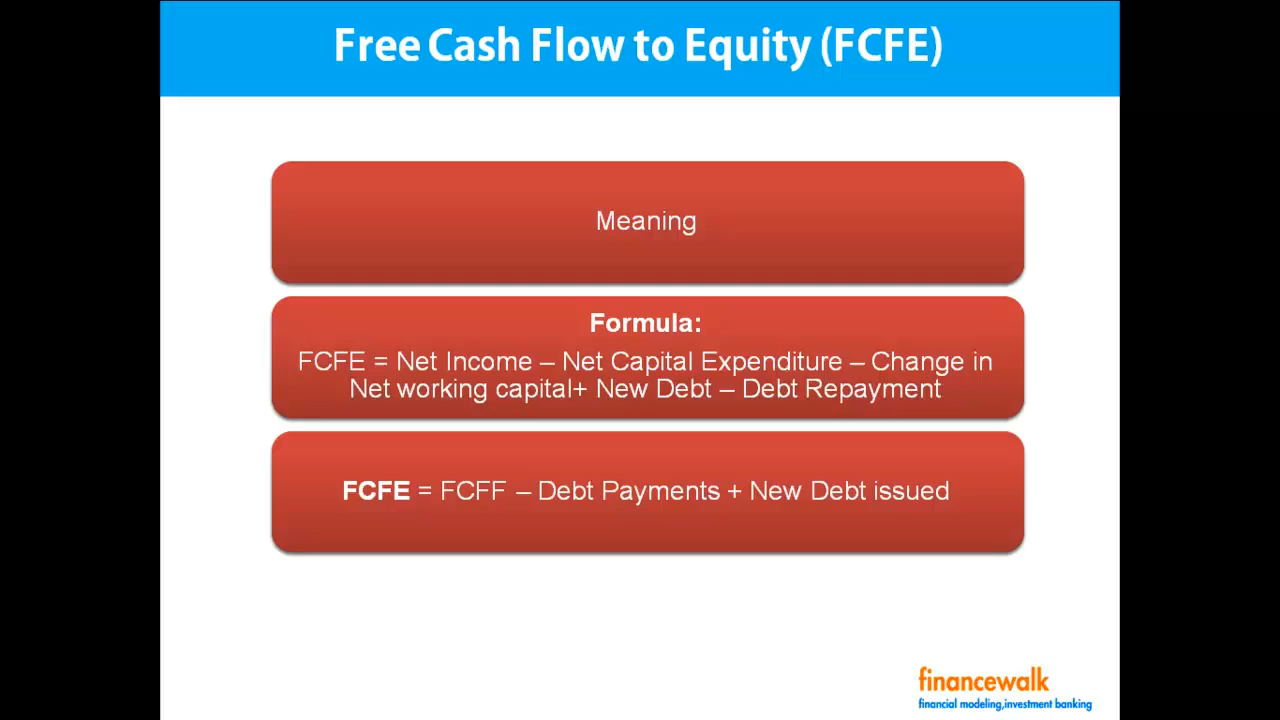 Free Cash Flow to Equity (FCFE)
Meaning
Formula:
FCFE = Net Income – Net Capital Expenditure – Change in
Net working capital+ New Debt – Debt Repayment
FCFE = FCFF – Debt Payments + New Debt issued
financewalk
financial modeling,investment banking